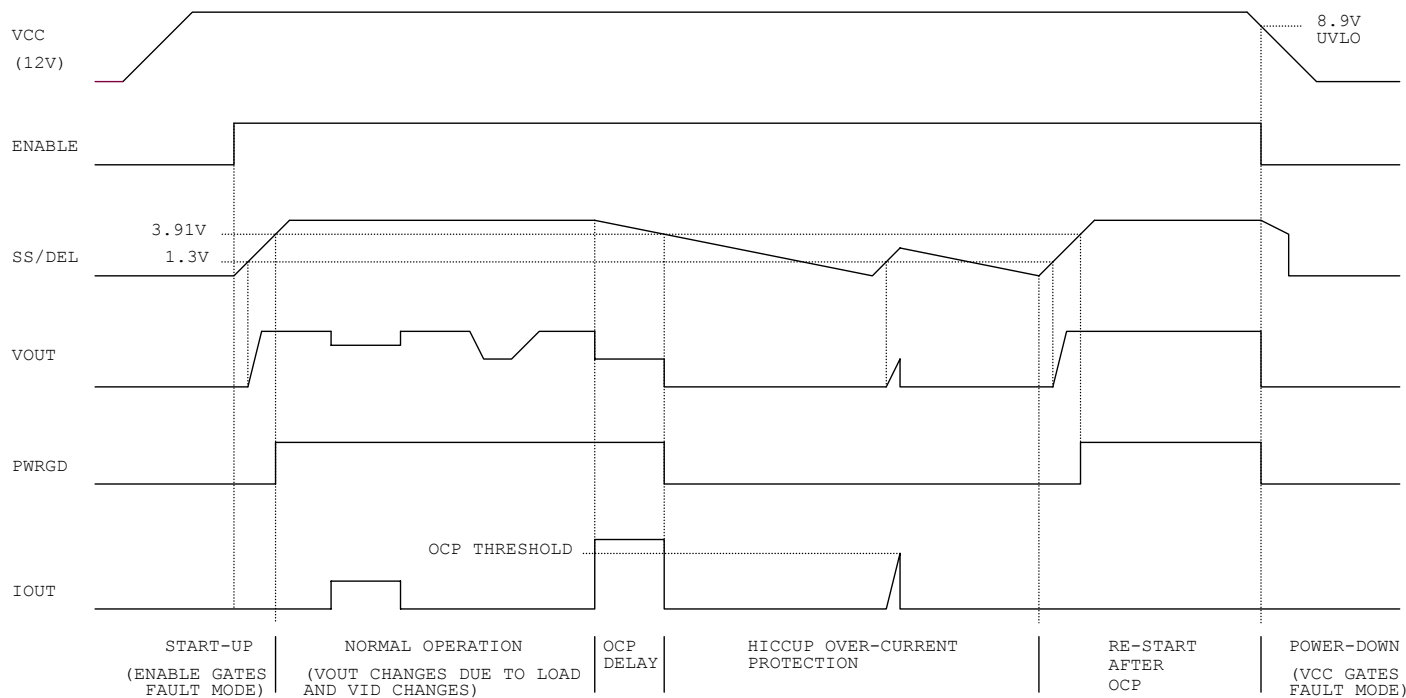 VCC
(12V)
8.9V
UVLO
ENABLE
3.91V
SS/DEL
1.3V
VOUT
PWRGD
OCP THRESHOLD
IOUT
START-UP
(ENABLE GATES
FAULT MODE)
NORMAL OPERATION
(VOUT CHANGES DUE TO LOAD
AND VID CHANGES)
OCP
DELAY
HICCUP OVER-CURRENT
PROTECTION
RE-START
AFTER
OCP
POWER-DOWN
(VCC GATES
FAULT MODE)